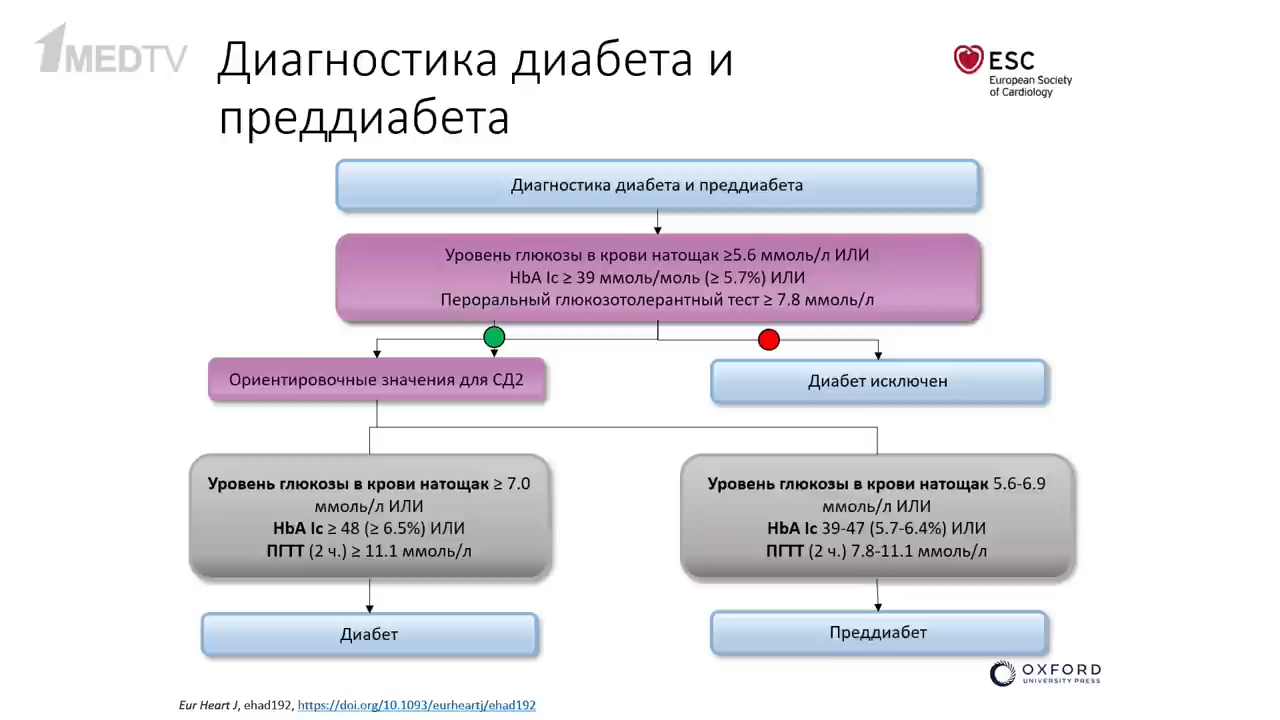 1MEDTV
Диагностика диабета и
преддиабета
ESC
European Society
of Cardiology
Диагностика диабета и преддиабета
Уровень глюкозы в крови натощак ≥5.6 ммоль/л ИЛИ
HbA Ic ≥ 39 ммоль/моль (≥ 5.7%) ИЛИ
Пероральный глюкозотолерантный тест ≥ 7.8 ммоль/л
Ориентировочные значения для СД2
Диабет исключен
Уровень глюкозы в крови натощак ≥ 7.0
ммоль/л ИЛИ
HbA Ic ≥ 48 (≥ 6.5%) ИЛИ
ПГТТ (2 ч.) ≥ 11.1 ммоль/л
Уровень глюкозы в крови натощак 5.6-6.9
ммоль/л ИЛИ
HbA Ic 39-47 (5.7-6.4%) ИЛИ
ПГТТ (2 ч.) 7.8-11.1 ммоль/л
Диабет
Преддиабет
OXFORD
UNIVERSITY PRESS
Eur Heart J, ehad192, https://doi.org/10.1093/eurheartj/ehad192